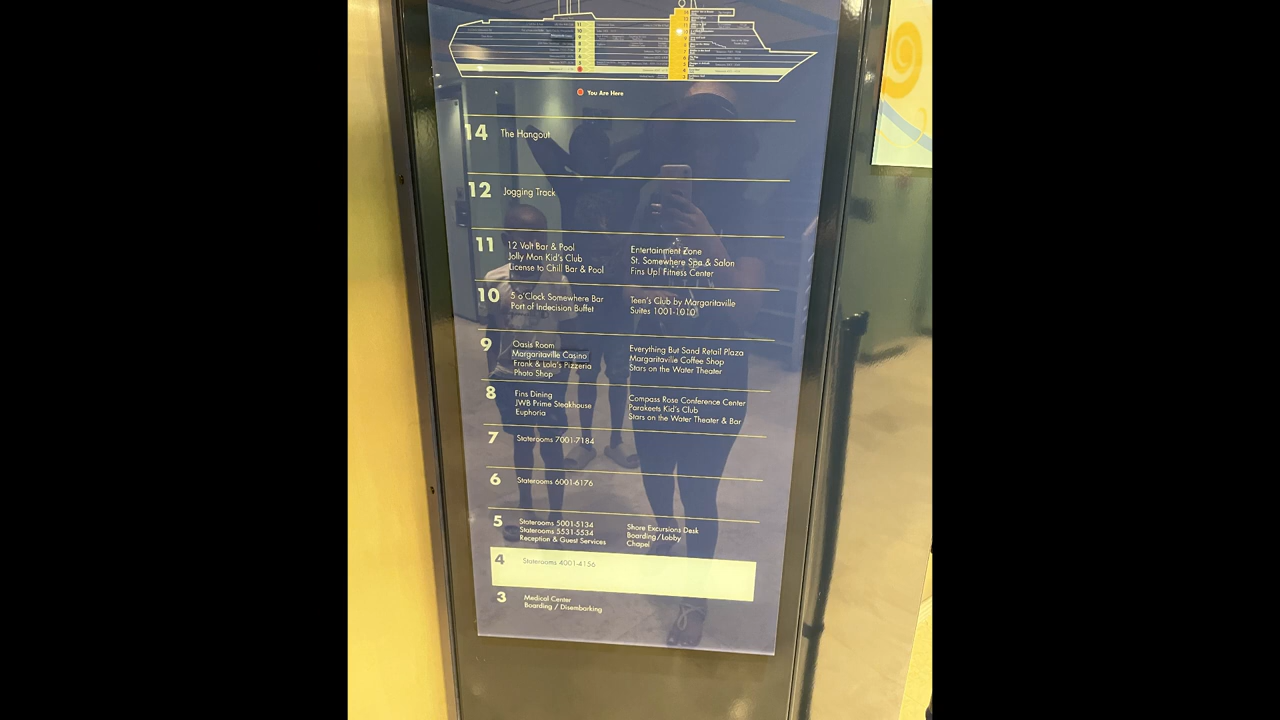 You Are Here
14 The Hangout
12 Jogging Track
11 12 Volt Bar & Pool
Jolly Mon Kid's Club
License to Chill Bar & Pool
Entertainment Zone
St. Somewhere Spa & Salon
Fins Up! Fitness Center
10 5 o'Clock Somewhere Bar
Port of Indecision Buffet
Teen's Club by Margaritaville
Suites 1001-1010
9 Oasis Room
Margaritaville Casino
Frank & Lola's Pizzeria
Photo Shop
Everything But Sand Retail Plaza
Margaritaville Coffee Shop
Stars on the Water Theater
8 Fins Dining
JWB Prime Steakhouse
Euphoria
Compass Rose Conference Center
Parakeets Kid's Club
Stars on the Water Theater & Bar
7 Staterooms 7001-7184
6 Staterooms 6001-6176
5 Staterooms 5001-5134
Staterooms 5531-5534
Reception & Guest Services
Shore Excursions Desk
Boarding/Lobby
Chapel
4 Staterooms 4001-4156
3 Medical Center
Boarding / Disembarking